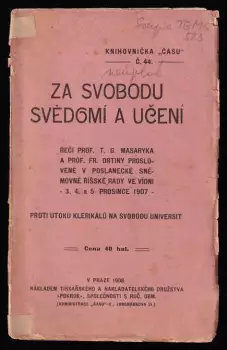 KNIHOVNIČKA „ČASU"
Č. 44.
ZA SVOBODU
SVĚDOMÍ A UČENÍ
ŘEČI PROF. T. G. MASARYKA
A PROF. FR. DRTINY PROSLO-
VENÉ V POSLANECKÉ SNĚ-
MOVNĚ ŘÍŠSKÉ RADY VE VÍDNI
- 3. 4. a 5. PROSINCE 1907 -
PROTI ÚTOKU KLERIKÁLŮ NA SVOBODU UNIVERSIT
Cena 40 hal.
V PRAZE 1908
NÁKLADEM TISKAŘSKÉHO A NAKLADATELSKÉHO DRUŽSTVA
„POKROK", SPOLEČNOSTI S RUČ. OBM.